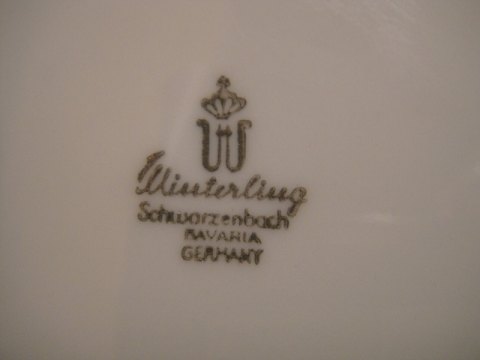 W
Winterling
Schwarzenbach
BAVARIA
GERMANY